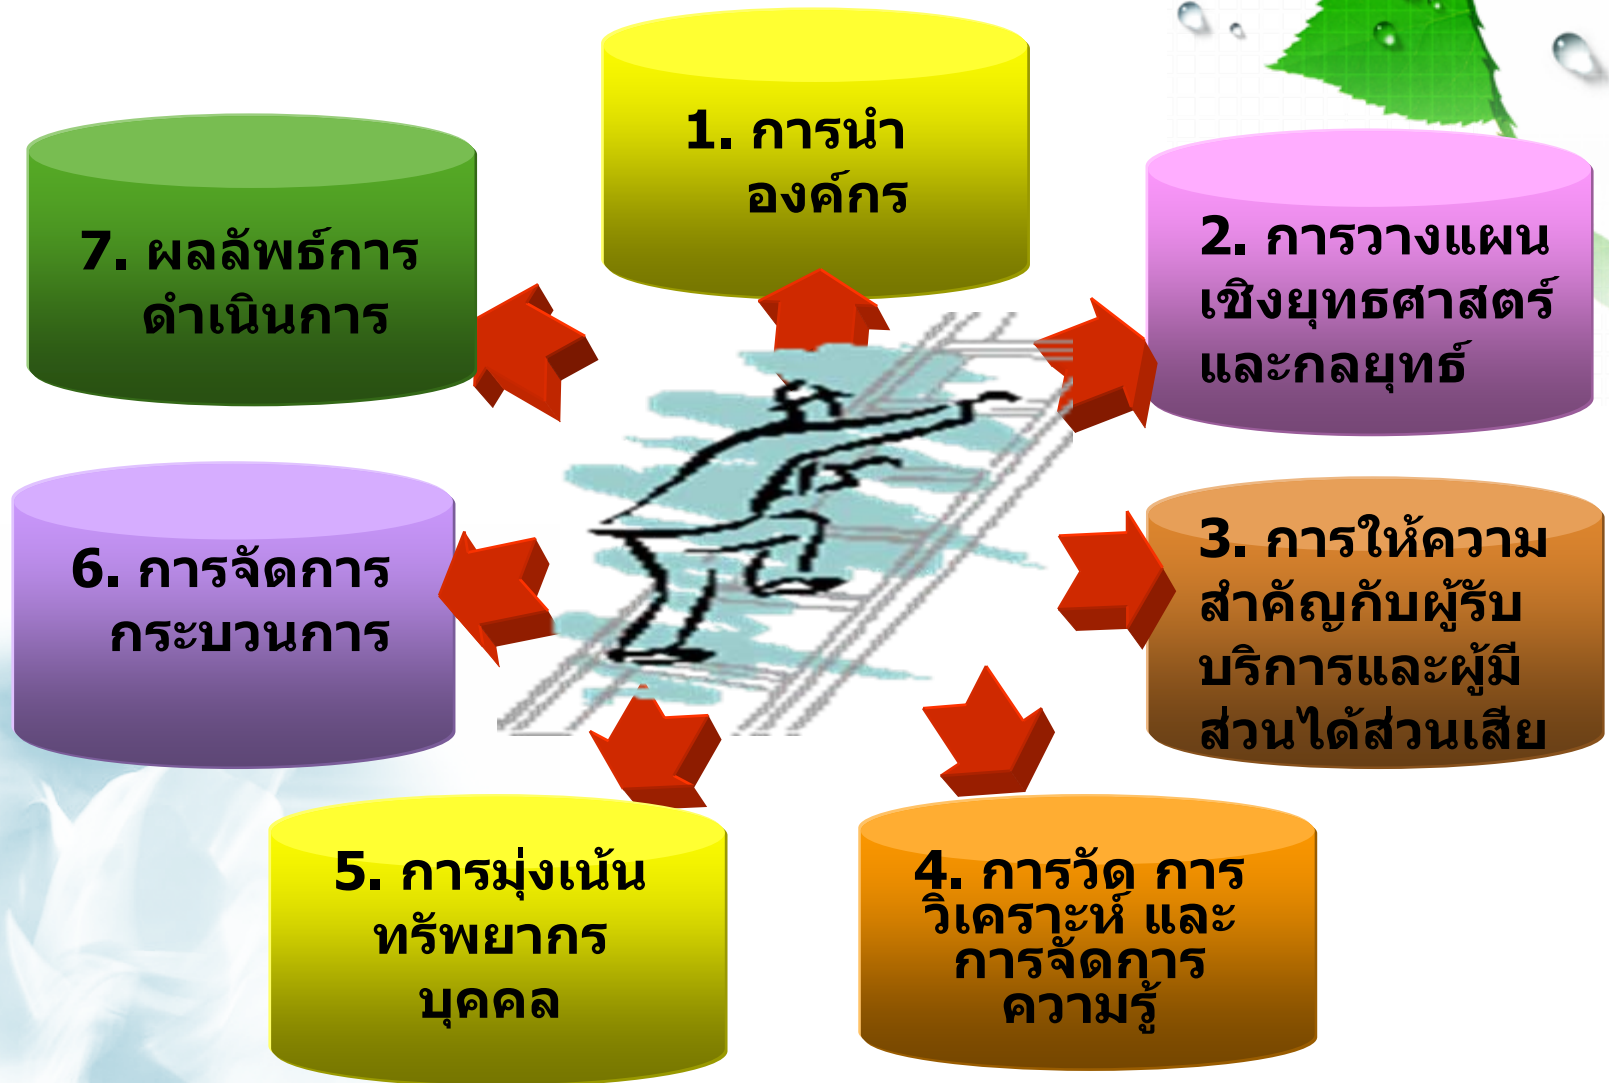 1. การนำ
องค์กร
2. การวางแผน
เชิงยุทธศาสตร์
และกลยุทธ์
3. การให้ความ
สำคัญกับผู้รับ
บริการและผู้มี
ส่วนได้ส่วนเสีย
4. การวัด การ
วิเคราะห์ และ
การจัดการ
ความรู้
5. การมุ่งเน้น
ทรัพยากร
บุคคล
6. การจัดการ
กระบวนการ
7. ผลลัพธ์การ
ดำเนินการ